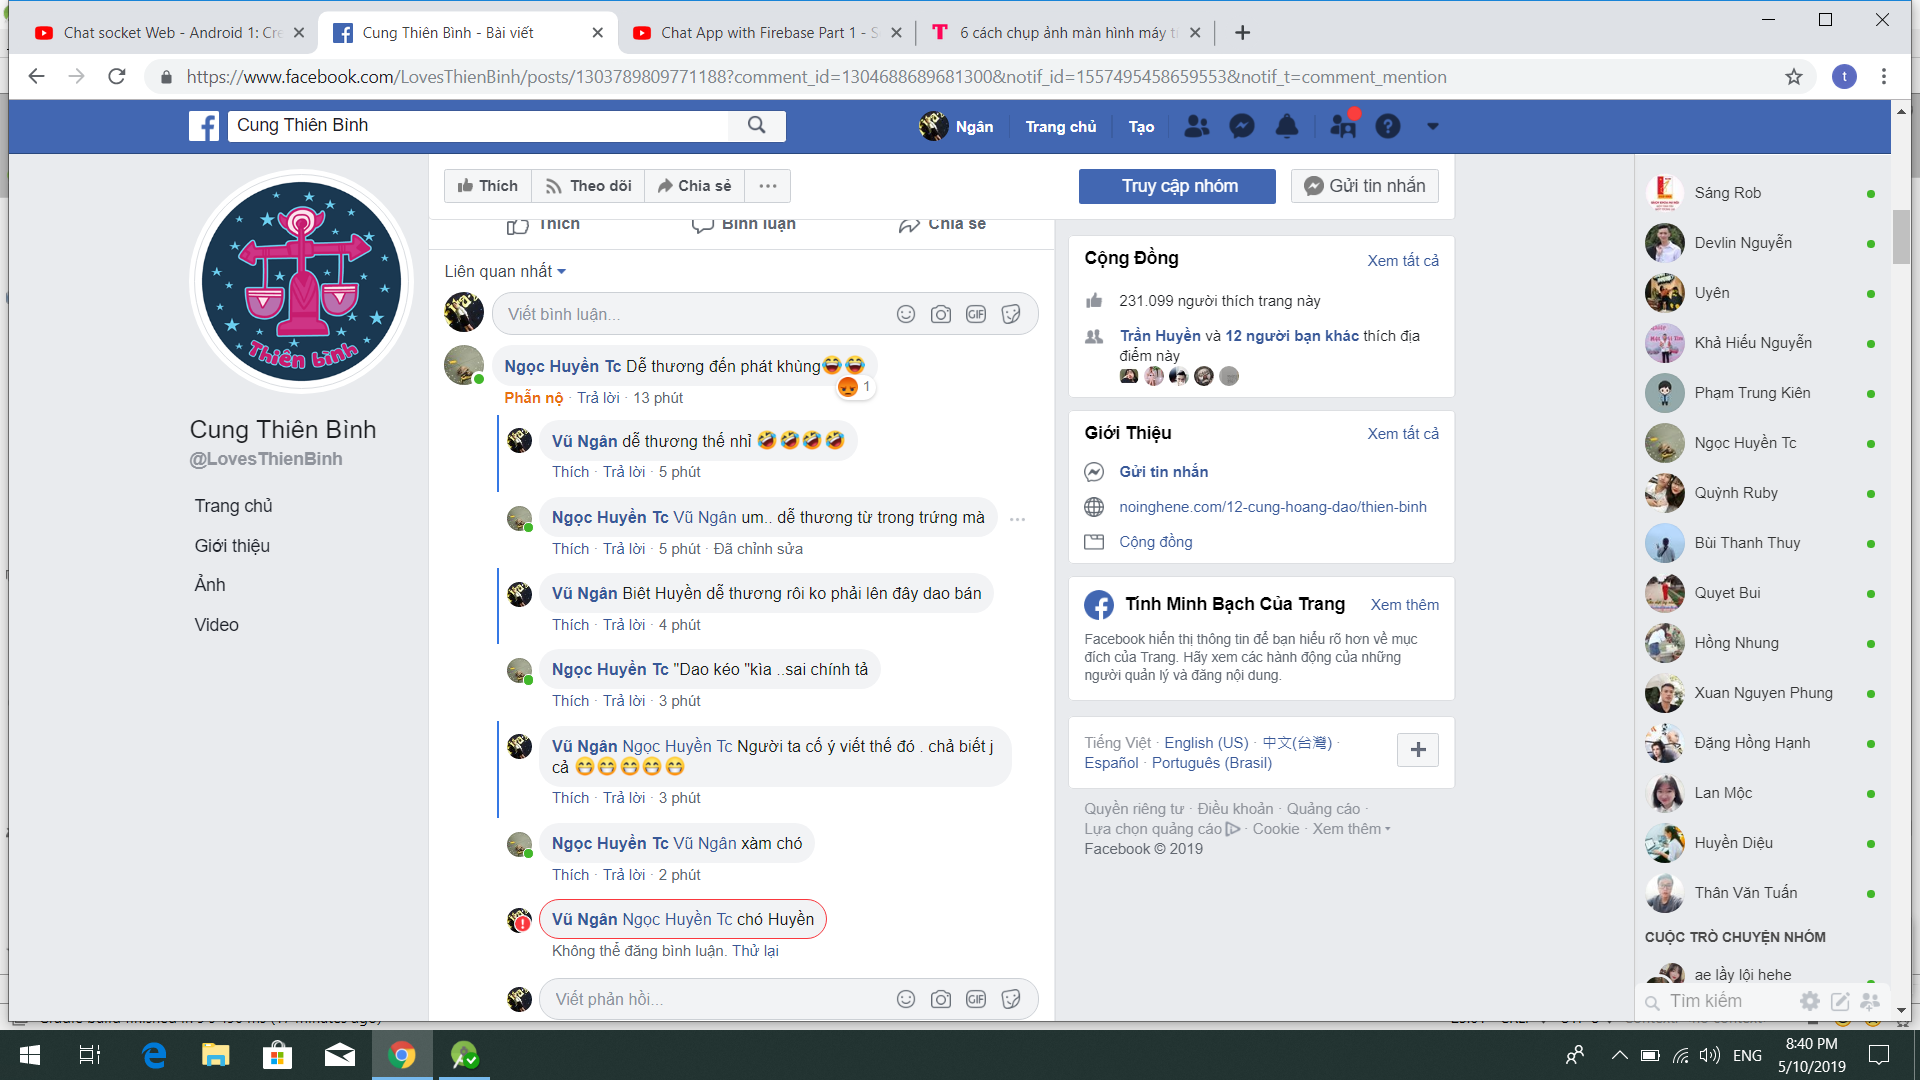 Chat socket Web - Android 1: Cre
Cung Thiên Bình - Bài viết
Chat App with Firebase Part 1 - S
6 cách chụp ảnh màn hình máy tí
https://www.facebook.com/LovesThienBinh/posts/1303789809771188?comment_id=1304688689681300&notif_id=1557495458659553&notif_t=comment_mention
t
Cung Thiên Bình
Ngân
Trang chủ
Tạo
Thiên bình
Cung Thiên Bình
@LovesThienBinh
Trang chủ
Giới thiệu
Ảnh
Video
Thích
Theo dõi
Chia sẻ
Truy cập nhóm
Gửi tin nhắn
Thích
Bình luận
Chia sẻ
Liên quan nhất
Viết bình luận...
GIF
Ngọc Huyền Tc Dễ thương đến phát khùng😂😂
1
Phẫn nộ · Trả lời · 13 phút
Vũ Ngân dễ thương thế nhỉ 🤣🤣🤣🤣
Thích · Trả lời · 5 phút
Ngọc Huyền Tc Vũ Ngân um.. dễ thương từ trong trứng mà
Thích · Trả lời · 5 phút · Đã chỉnh sửa
Vũ Ngân Biêt Huyền dễ thương rôi ko phải lên đây dao bán
Thích · Trả lời · 4 phút
Ngọc Huyền Tc "Dao kéo "kìa ..sai chính tả
Thích · Trả lời · 3 phút
Vũ Ngân Ngọc Huyền Tc Người ta cố ý viết thế đó . chả biết j
cả 😁😁😁😁😁
Thích · Trả lời · 3 phút
Ngọc Huyền Tc Vũ Ngân xàm chó
Thích · Trả lời · 2 phút
Vũ Ngân Ngọc Huyền Tc chó Huyền
Không thể đăng bình luận. Thử lại
Viết phản hồi...
GIF
Cộng Đồng
Xem tất cả
231.099 người thích trang này
Trần Huyền và 12 người bạn khác thích địa
điểm này
Giới Thiệu
Xem tất cả
Gửi tin nhắn
noinghene.com/12-cung-hoang-dao/thien-binh
Cộng đồng
Tính Minh Bạch Của Trang
Xem thêm
Facebook hiển thị thông tin để bạn hiểu rõ hơn về mục
đích của Trang. Hãy xem các hành động của những
người quản lý và đăng nội dung.
Tiếng Việt · English (US) · 中文(台灣) ·
Español · Português (Brasil)
Quyền riêng tư · Điều khoản · Quảng cáo ·
Lựa chọn quảng cáo · Cookie · Xem thêm
Facebook © 2019
Sáng Rob
Devlin Nguyễn
Uyên
Khả Hiếu Nguyễn
Phạm Trung Kiên
Ngọc Huyền Tc
Quỳnh Ruby
Bùi Thanh Thuy
Quyet Bui
Hồng Nhung
Xuan Nguyen Phung
Đặng Hồng Hạnh
Lan Mộc
Huyền Diệu
Thân Văn Tuấn
CUỘC TRÒ CHUYỆN NHÓM
ae lầy lội hehe
Tìm kiếm
ENG
8:40 PM
5/10/2019